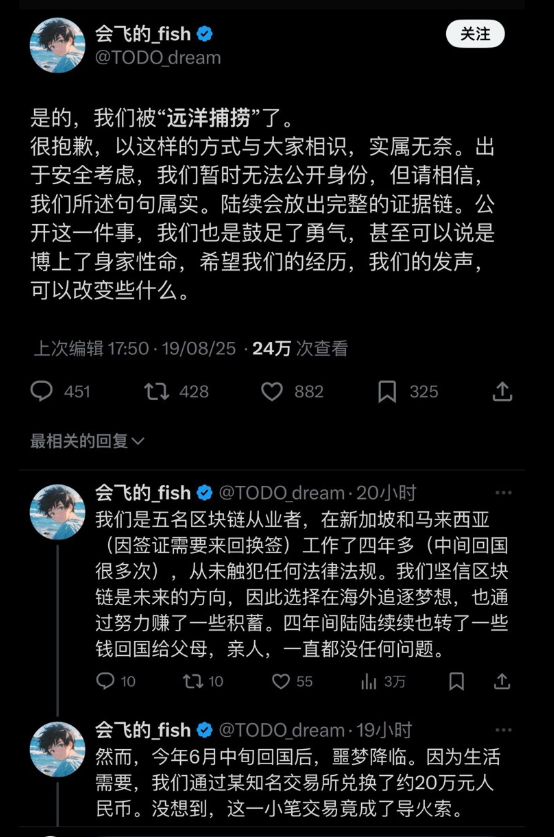 会飞的_fish
关注
@TODO_dream
是的，我们被“远洋捕捞”了。
很抱歉，以这样的方式与大家相识，实属无奈。出
于安全考虑，我们暂时无法公开身份，但请相信，
我们所述句句属实。陆续会放出完整的证据链。公
开这一件事，我们也是鼓足了勇气，甚至可以说是
博上了身家性命，希望我们的经历，我们的发声，
可以改变些什么。
上次编辑 17:50 · 19/08/25 · 24万 次查看
451 428 882 325
最相关的回复
会飞的_fish @TODO_dream · 20小时
我们是五名区块链从业者，在新加坡和马来西亚
（因签证需要来回换签）工作了四年多（中间回国
很多次），从未触犯任何法律法规。我们坚信区块
链是未来的方向，因此选择在海外追逐梦想，也通
过努力赚了一些积蓄。四年间陆陆续续也转了一些
钱回国给父母，亲人，一直都没任何问题。
10 10 55 3万
会飞的_fish @TODO_dream · 19小时
然而，今年6月中旬回国后，噩梦降临。因为生活
需要，我们通过某知名交易所兑换了约20万元人
民币。没想到，这一小笔交易竟成了导火索。